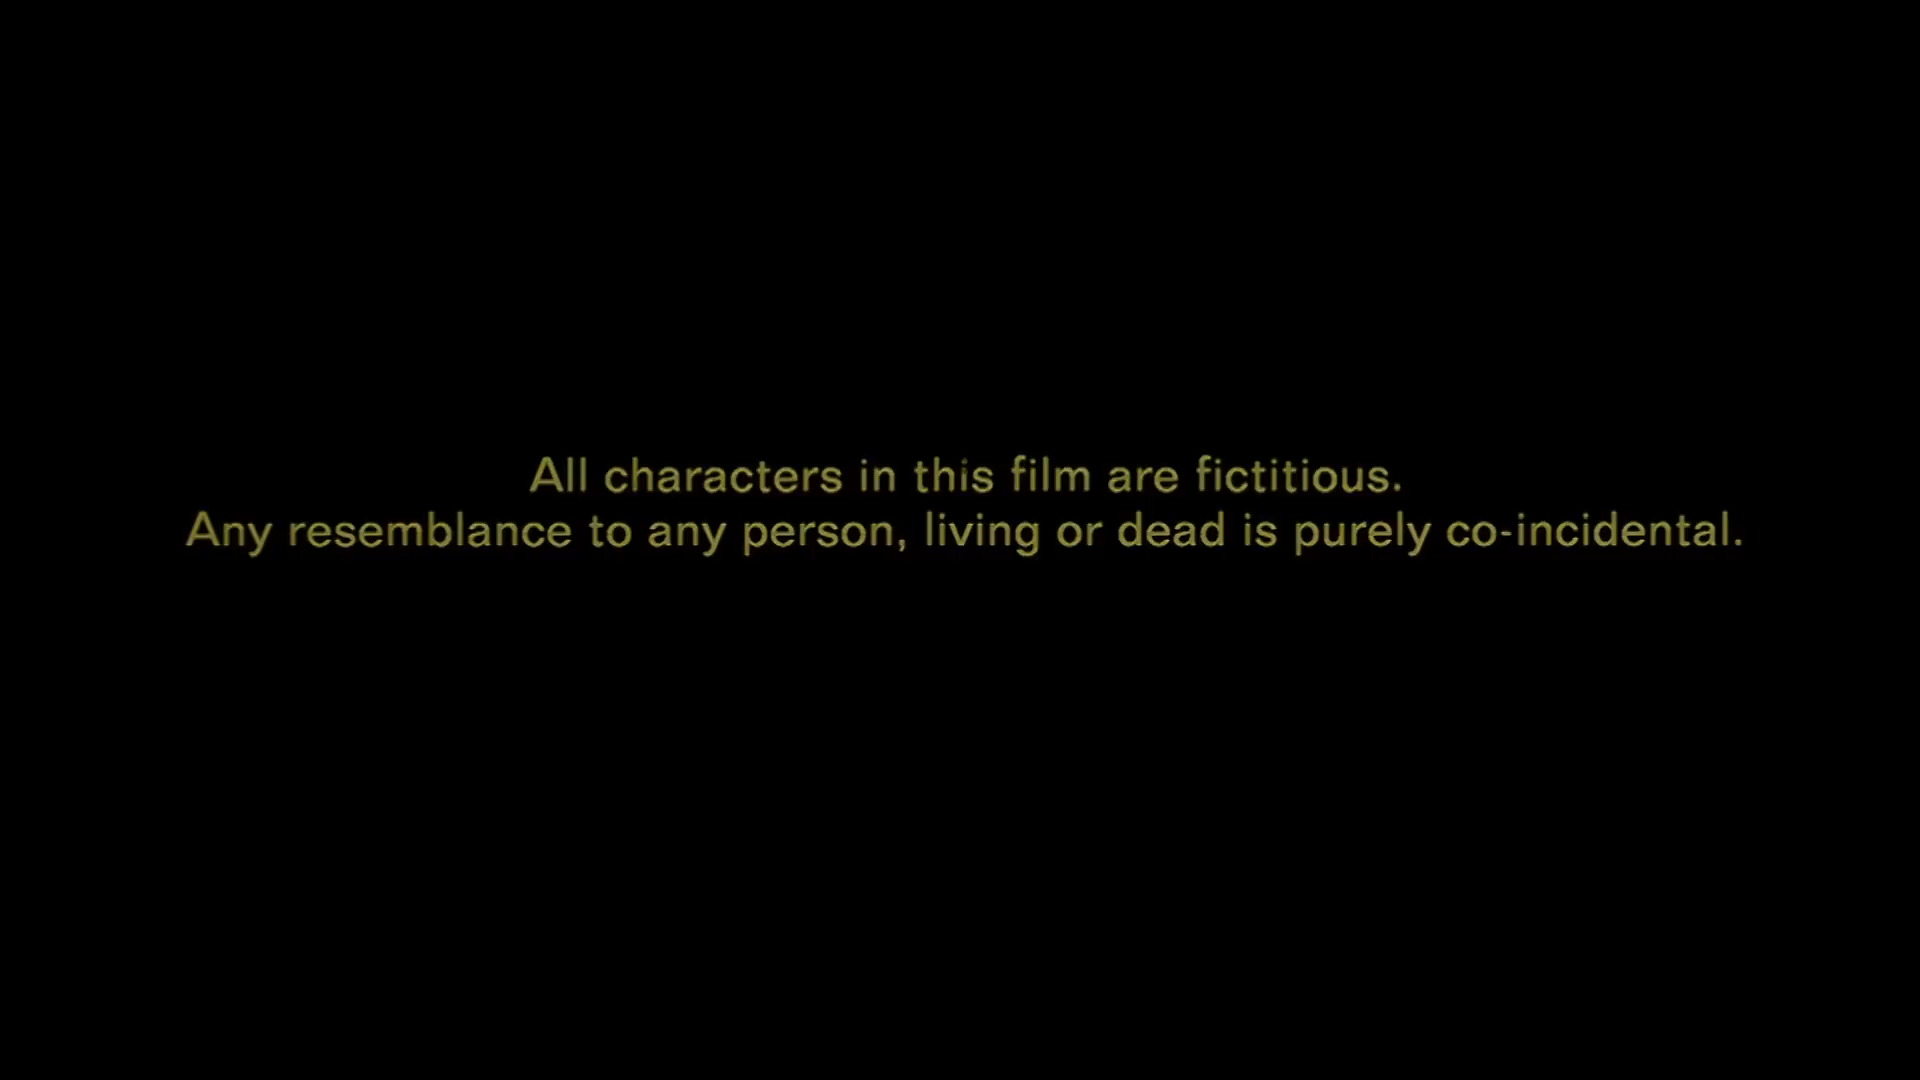 All characters in this film are fictitious.
Any resemblance to any person, living or dead is purely co-incidental.